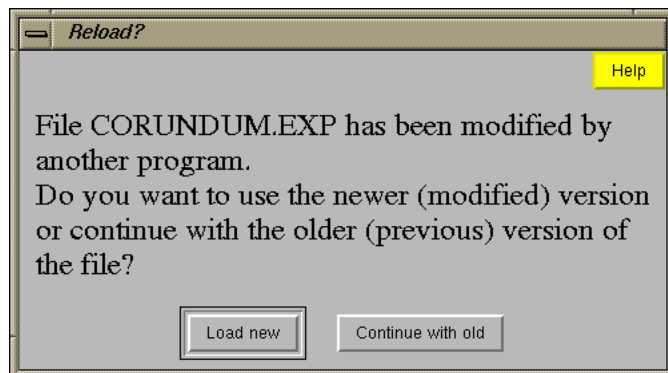 Reload?
Help
File CORUNDUM.EXP has been modified by
another program.
Do you want to use the newer (modified) version
or continue with the older (previous) version of
the file?
Load new
Continue with old